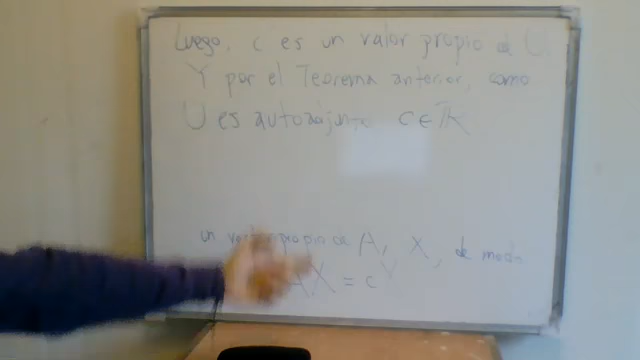 Luego, c es un valor propio de U
Y por el Teorema anterior, como
U es autoadjunto c ∈ ℝ
un vector propio de A, X, de modo
AX = cX